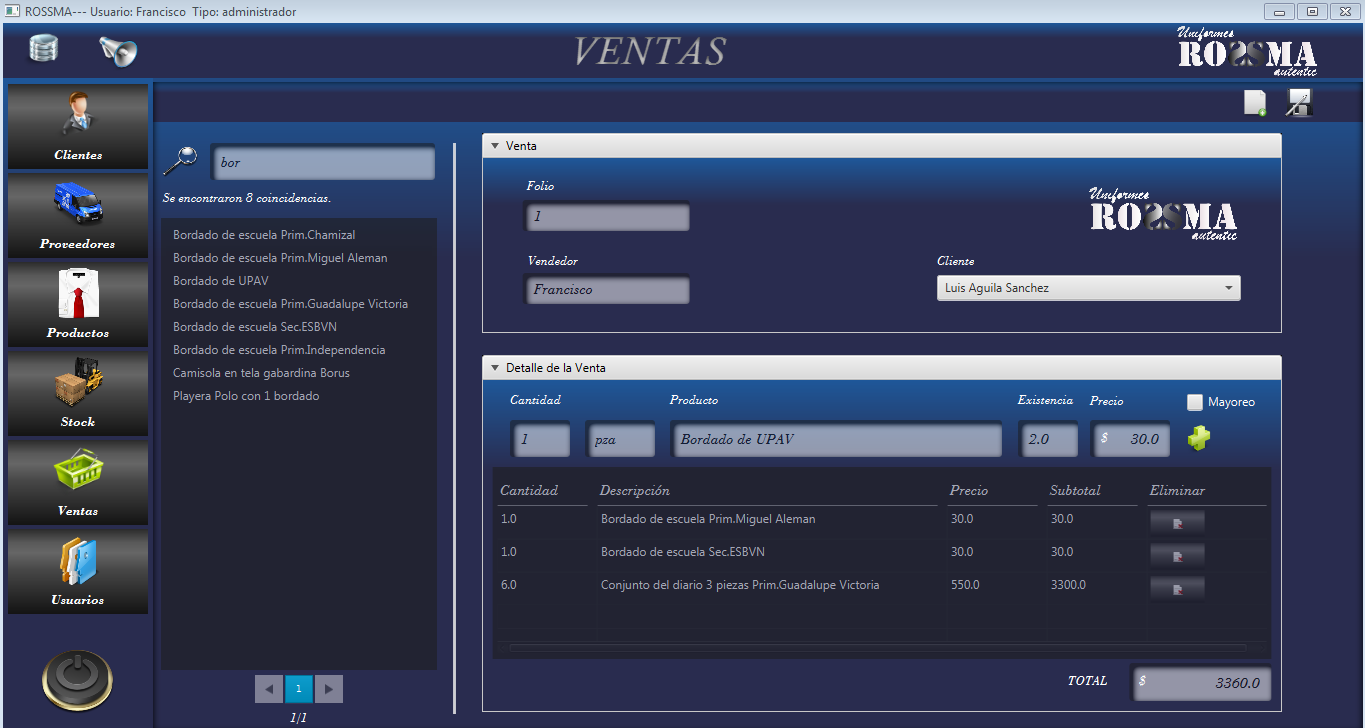 ROSSMA--- Usuario: Francisco Tipo: administrador
VENTAS
Uniformes
ROSSMA
autentic
Clientes
Proveedores
Productos
Stock
Ventas
Usuarios
bor
Se encontraron 8 coincidencias.
Bordado de escuela Prim.Chamizal
Bordado de escuela Prim.Miguel Aleman
Bordado de UPAV
Bordado de escuela Prim.Guadalupe Victoria
Bordado de escuela Sec.ESBVN
Bordado de escuela Prim.Independencia
Camisola en tela gabardina Borus
Playera Polo con 1 bordado
1
1/1
Venta
Folio
1
Uniformes
ROSSMA
autentic
Vendedor
Francisco
Cliente
Luis Aguila Sanchez
Detalle de la Venta
Cantidad Producto Existencia Precio Mayoreo
1 pza Bordado de UPAV 2.0 $ 30.0
Cantidad Descripción Precio Subtotal Eliminar
1.0 Bordado de escuela Prim.Miguel Aleman 30.0 30.0
1.0 Bordado de escuela Sec.ESBVN 30.0 30.0
6.0 Conjunto del diario 3 piezas Prim.Guadalupe Victoria 550.0 3300.0
TOTAL $ 3360.0